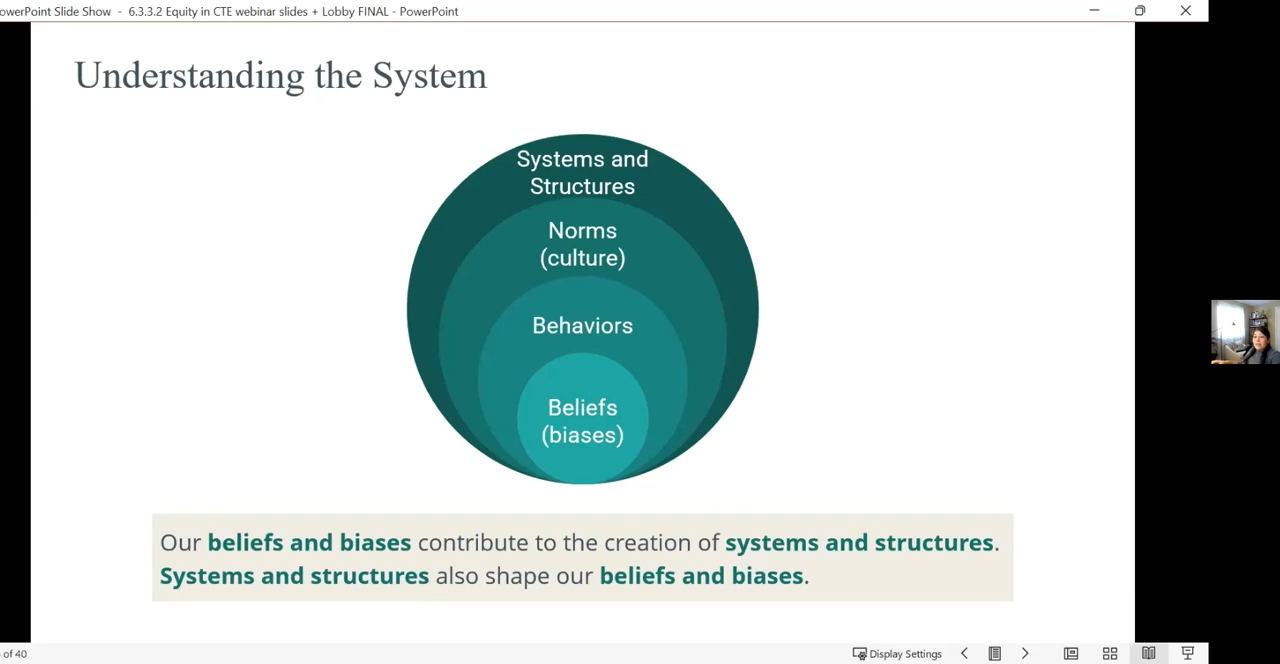 owerPoint Slide Show - 6.3.3.2 Equity in CTE webinar slides + Lobby FINAL - PowerPoint
Understanding the System
Systems and
Structures
Norms
(culture)
Behaviors
Beliefs
(biases)
Our beliefs and biases contribute to the creation of systems and structures.
Systems and structures also shape our beliefs and biases.
of 40
Display Settings